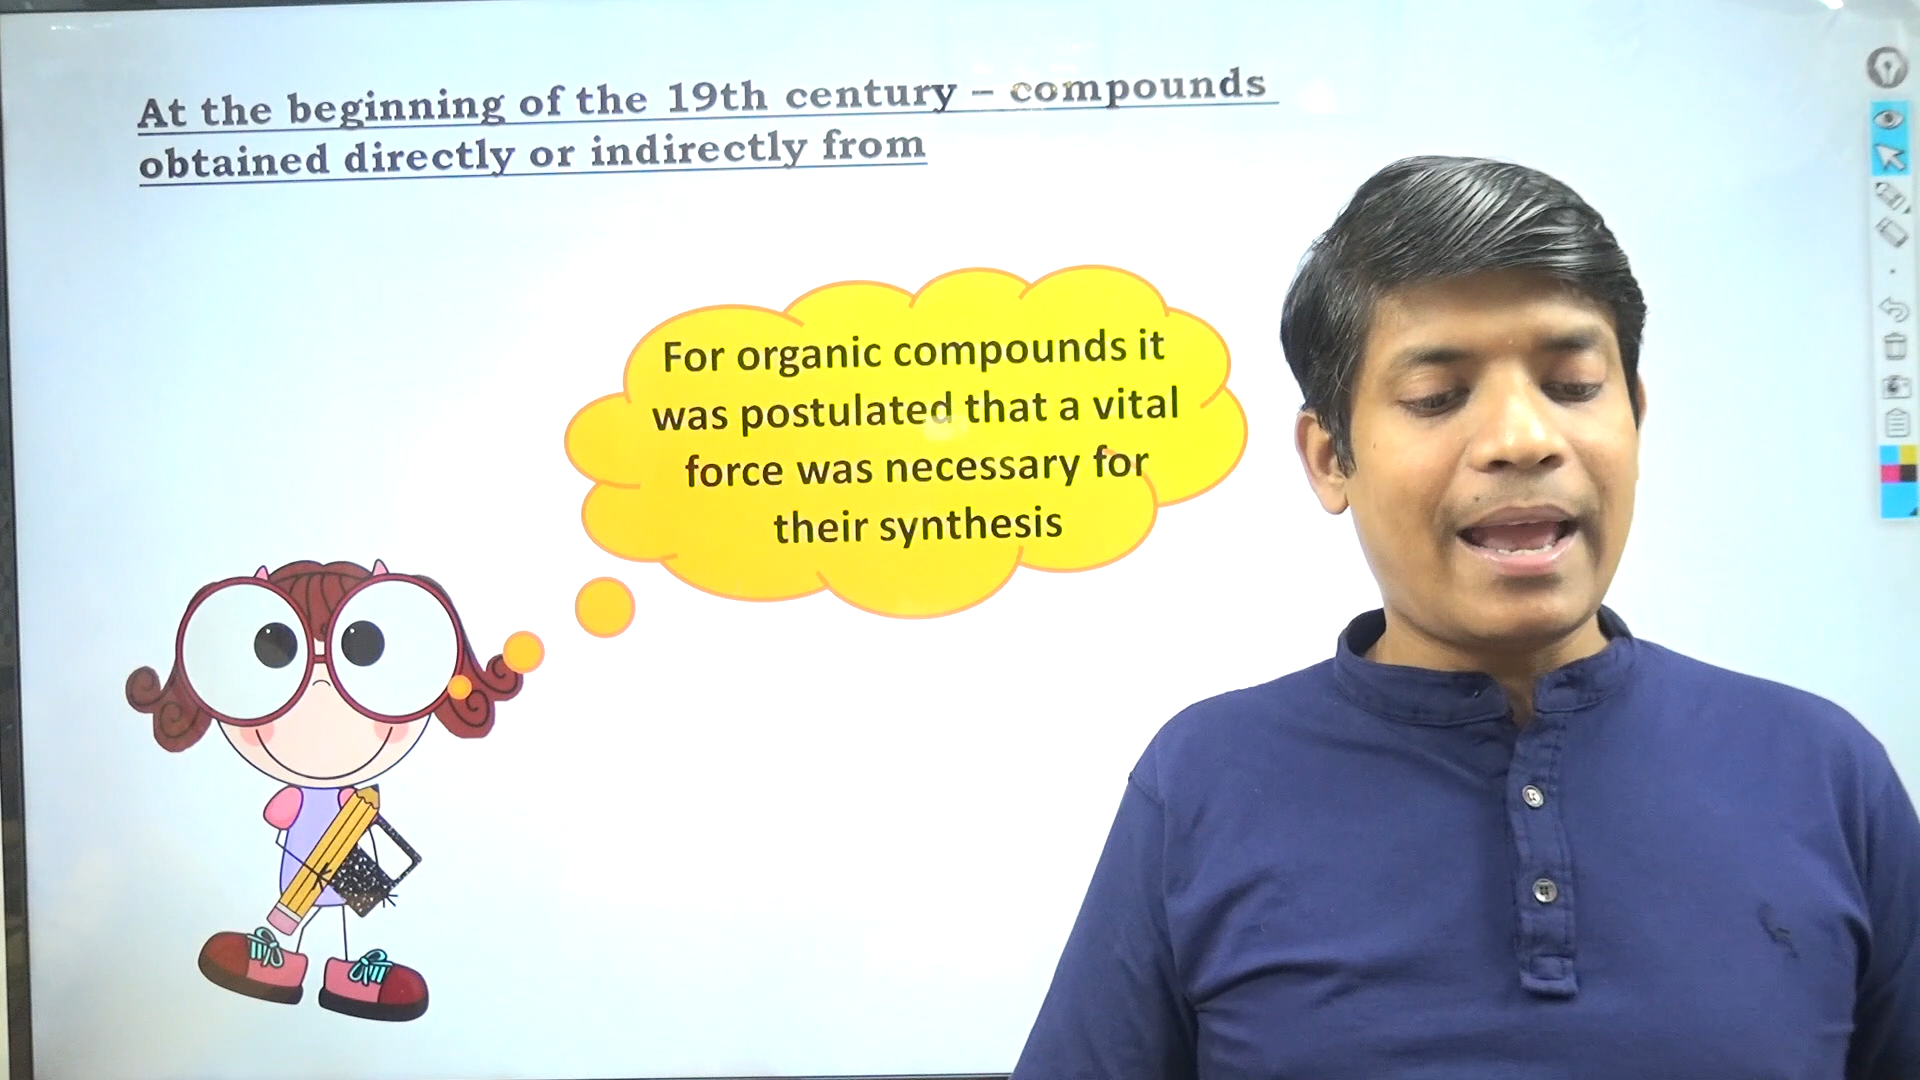 At the beginning of the 19th century – compounds
obtained directly or indirectly from
For organic compounds it
was postulated that a vital
force was necessary for
their synthesis